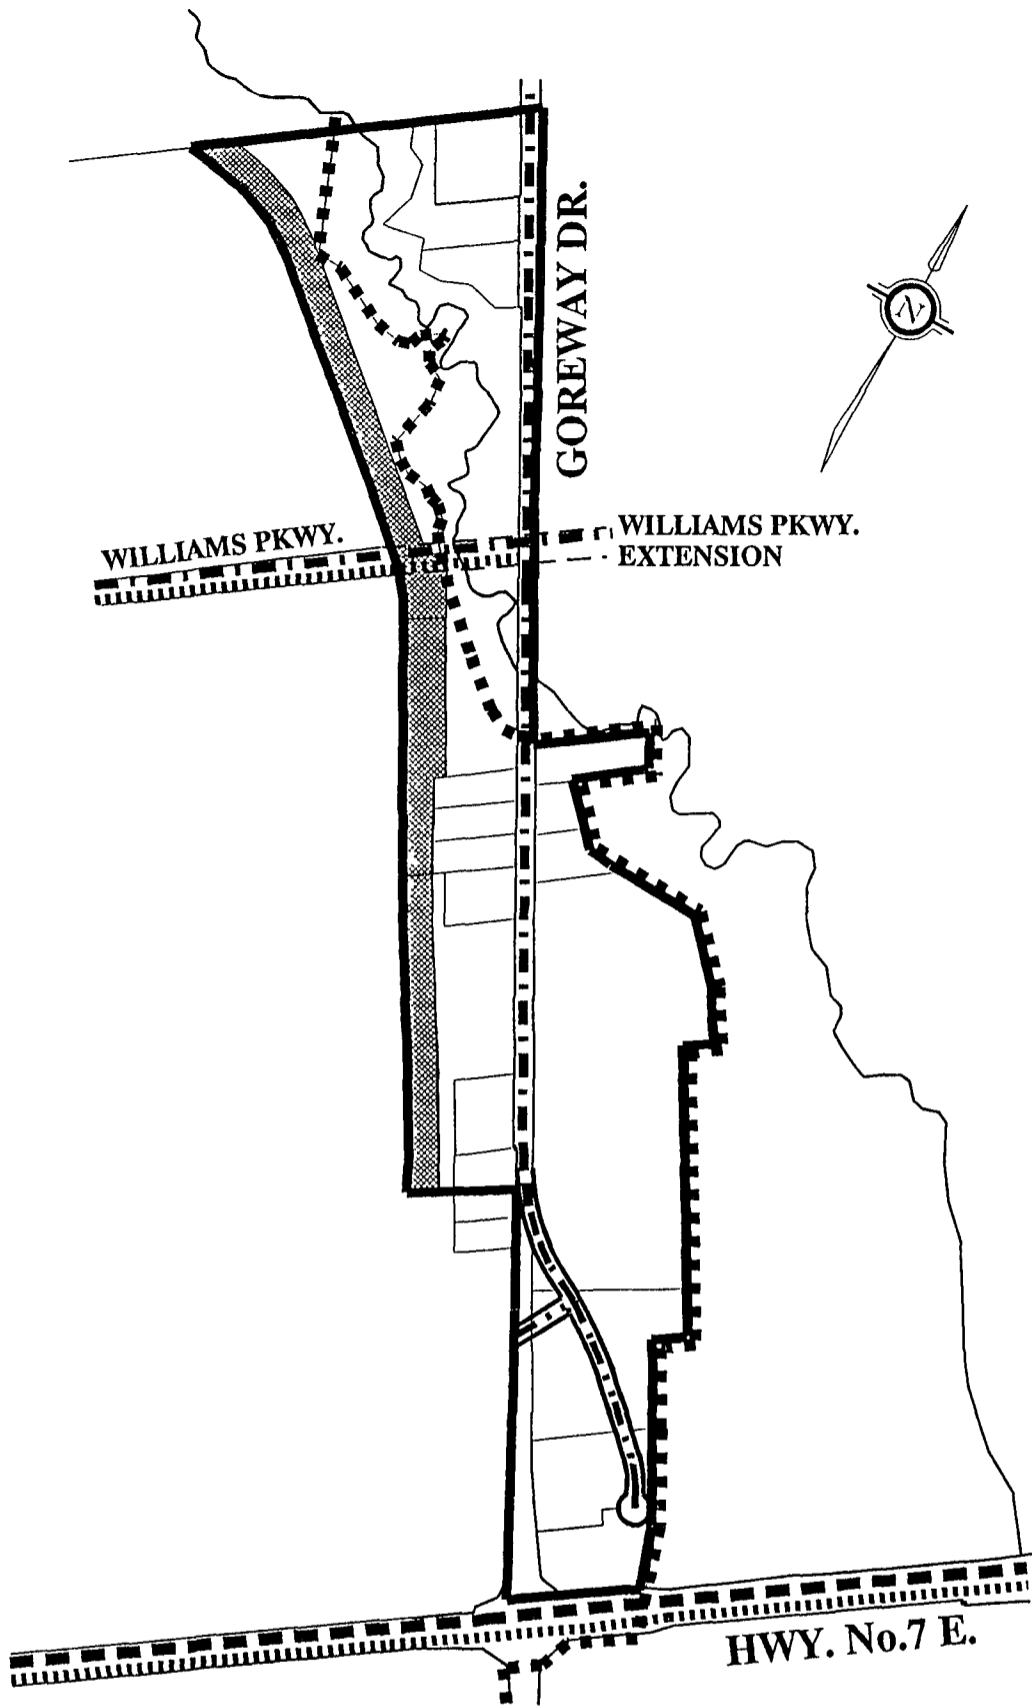 GOREWAY DR.
N
WILLIAMS PKWY.
WILLIAMS PKWY.
EXTENSION
HWY. No.7 E.